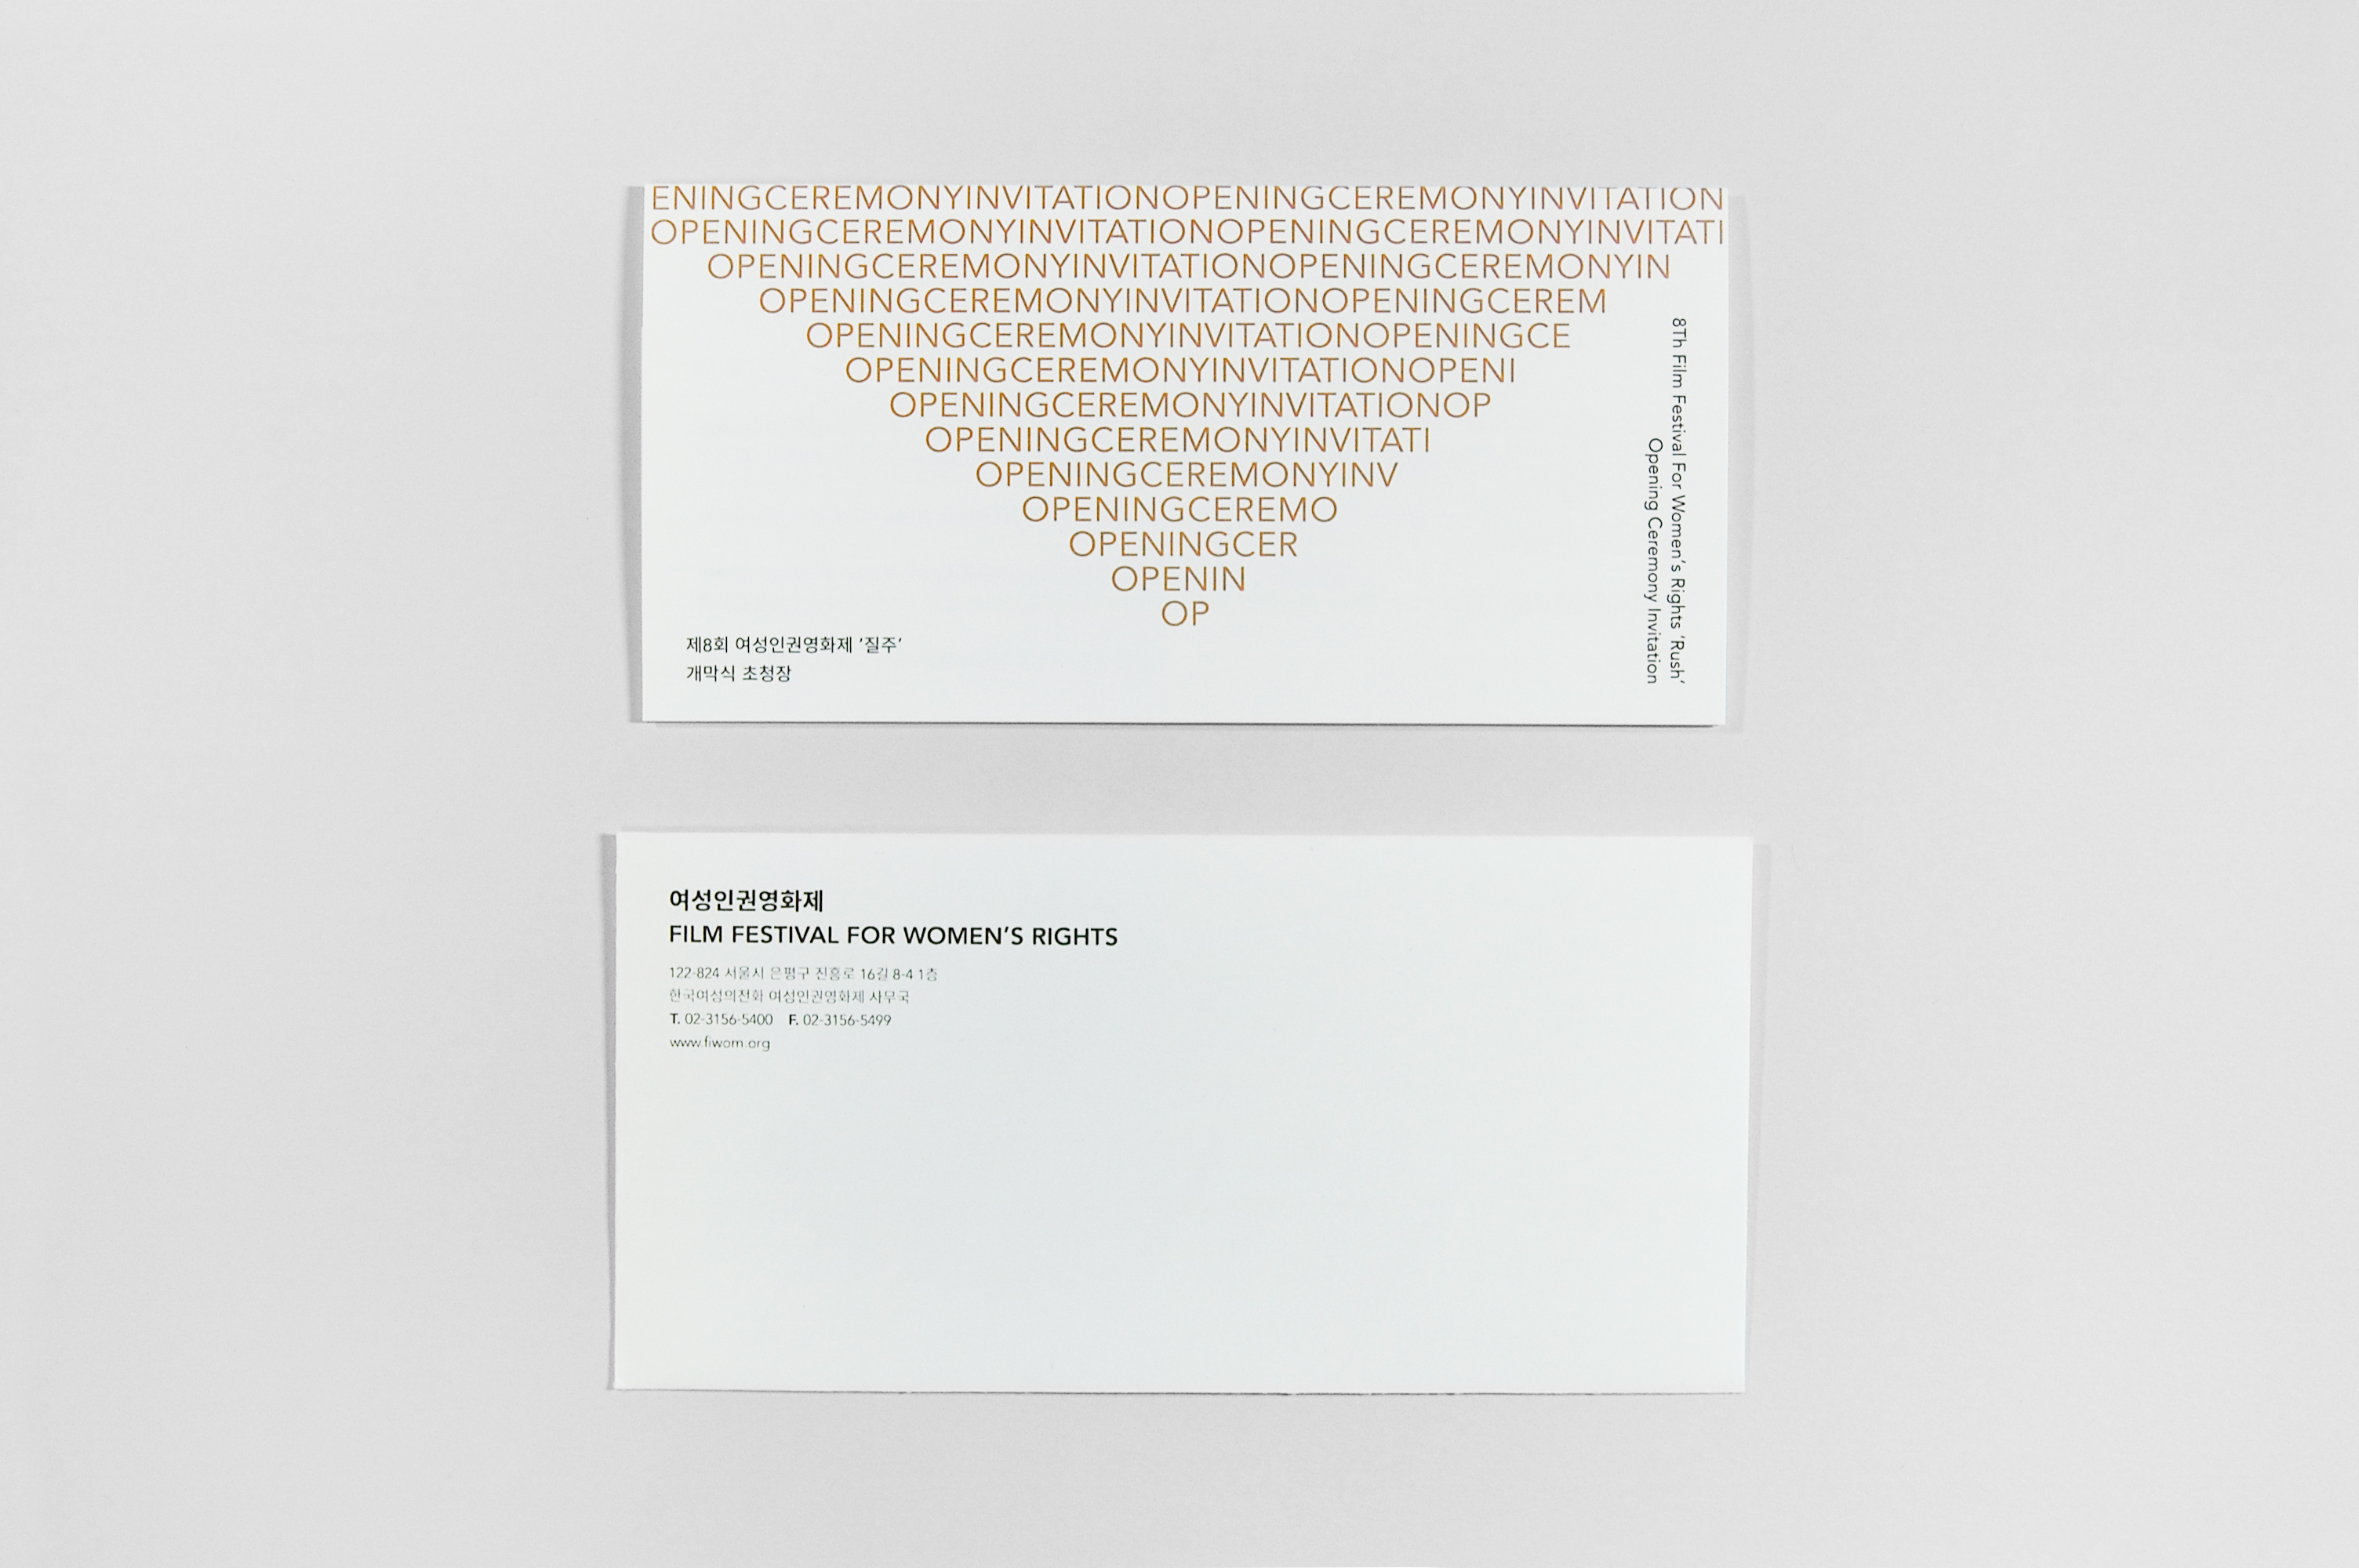 ENINGCEREMONYINVITATIONOPENINGCEREMONYINVITATION
OPENINGCEREMONYINVITATIONOPENINGCEREMONYINVITATI
OPENINGCEREMONYINVITATIONOPENINGCEREMONYIN
OPENINGCEREMONYINVITATIONOPENINGCEREM
OPENINGCEREMONYINVITATIONOPENINGCE
OPENINGCEREMONYINVITATIONOPENI
OPENINGCEREMONYINVITATIONOP
OPENINGCEREMONYINVITATI
OPENINGCEREMONYINV
OPENINGCEREMO
OPENINGCER
OPENIN
OP
8Th Film Festival For Women's Rights 'Rush'
Opening Ceremony Invitation
제8회 여성인권영화제 '질주'
개막식 초청장
여성인권영화제
FILM FESTIVAL FOR WOMEN'S RIGHTS
122-824 서울시 은평구 진흥로 16길 8-4 1층
한국여성의전화 여성인권영화제 사무국
T. 02-3156-5400 F. 02-3156-5499
www.fiwom.org